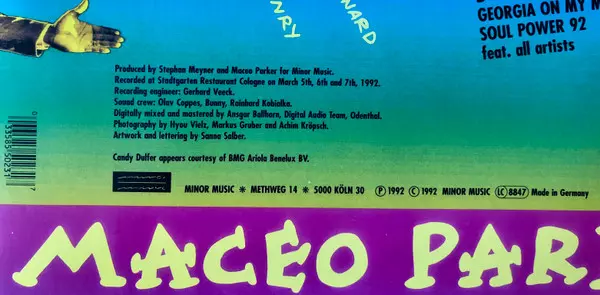 GEORGIA ON MY M
SOUL POWER 92
feat. all artists
NARD
NRY
Produced by Stephan Meyner and Maceo Parker for Minor Music.
Recorded at Stadtgarten Restaurant Cologne on March 5th, 6th and 7th, 1992.
Recording engineer: Gerhard Veeck.
Sound crew: Olav Coppes, Bunny, Reinhard Kobialka.
Digitally mixed and mastered by Ansgar Ballhorn, Digital Audio Team, Odenthal.
Photography by Hyou Vielz, Markus Gruber and Achim Kröpsch.
Artwork and lettering by Sanna Salber.
Candy Dulfer appears courtesy of BMG Ariola Benelux BV.
MINOR MUSIC ✷ METHWEG 14 ✷ 5000 KÖLN 30 Ⓟ 1992 © 1992 MINOR MUSIC LC 8847 Made in Germany
MACEO PAR